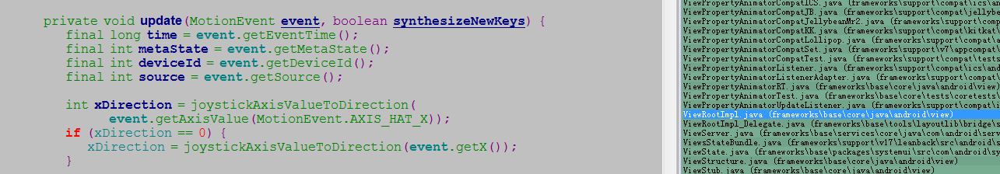 private void update(MotionEvent event, boolean synthesizeNewKeys) {
final long time = event.getEventTime();
final int metaState = event.getMetaState();
final int deviceId = event.getDeviceId();
final int source = event.getSource();
int xDirection = joystickAxisValueToDirection(
event.getAxisValue(MotionEvent.AXIS_HAT_X));
if (xDirection == 0) {
xDirection = joystickAxisValueToDirection(event.getX());
}
ViewPropertyAnimatorCompatICS.java (frameworks\support\compat\ics\an
ViewPropertyAnimatorCompatJB.java (frameworks\support\compat\jellybe
ViewPropertyAnimatorCompatJellybeanMr2.java (frameworks\support\comp
ViewPropertyAnimatorCompatKK.java (frameworks\support\compat\kitkat\
ViewPropertyAnimatorCompatLollipop.java (frameworks\support\compat\a
ViewPropertyAnimatorCompatSet.java (frameworks\support\v7\appcompat\
ViewPropertyAnimatorCompatTest.java (frameworks\support\compat\tests
ViewPropertyAnimatorListener.java (frameworks\support\compat\ics\and
ViewPropertyAnimatorListenerAdapter.java (frameworks\support\compat\
ViewPropertyAnimatorRT.java (frameworks\base\core\java\android\view)
ViewPropertyAnimatorTest.java (frameworks\base\core\tests\coretests\
ViewPropertyAnimatorUpdateListener.java (frameworks\support\compat\i
ViewRootImpl.java (frameworks\base\core\java\android\view)
ViewRootImpl_Delegate.java (frameworks\base\tools\layoutlib\bridge\s
ViewServer.java (frameworks\base\services\core\java\com\android\serv
ViewsStateBundle.java (frameworks\support\v17\leanback\src\android\s
ViewState.java (frameworks\base\packages\systemui\src\com\android\sy
ViewStructure.java (frameworks\base\core\java\android\view)
ViewStub.java (frameworks\base\core\java\android\view)